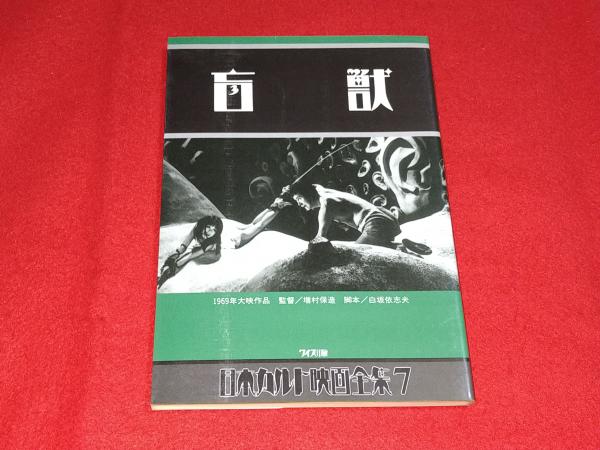 盲獣
1969年大映作品 監督/増村保造 脚本/白坂依志夫
ワイズ出版
日本カルト映画全集7